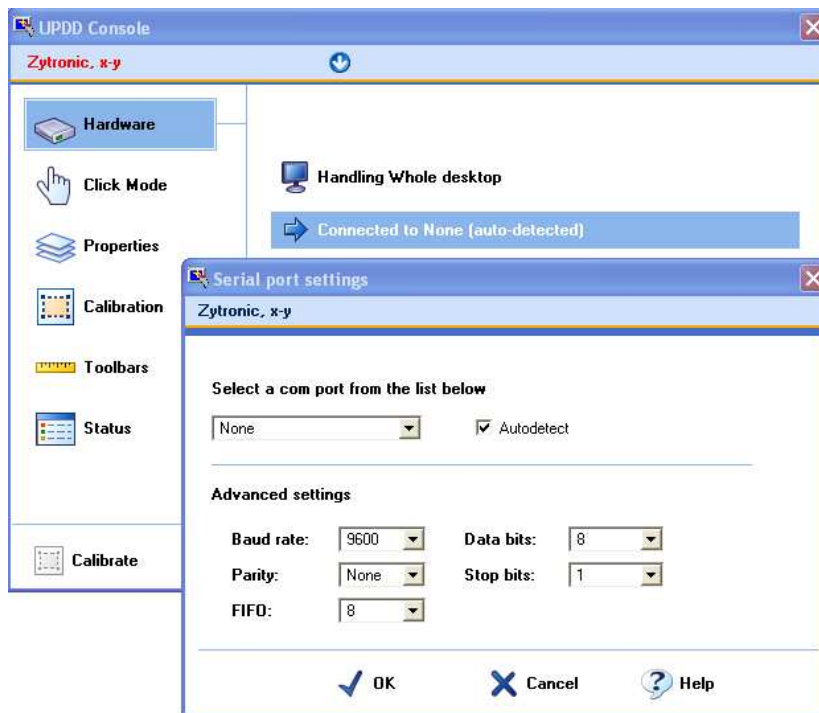 UPDD Console
Zytronic, x-y
Hardware
Click Mode
Properties
Calibration
Toolbars
Status
Calibrate
Handling Whole desktop
Connected to None (auto-detected)
Serial port settings
Zytronic, x-y
Select a com port from the list below
None Autodetect
Advanced settings
Baud rate: 9600 Data bits: 8
Parity: None Stop bits: 1
FIFO: 8
OK Cancel Help